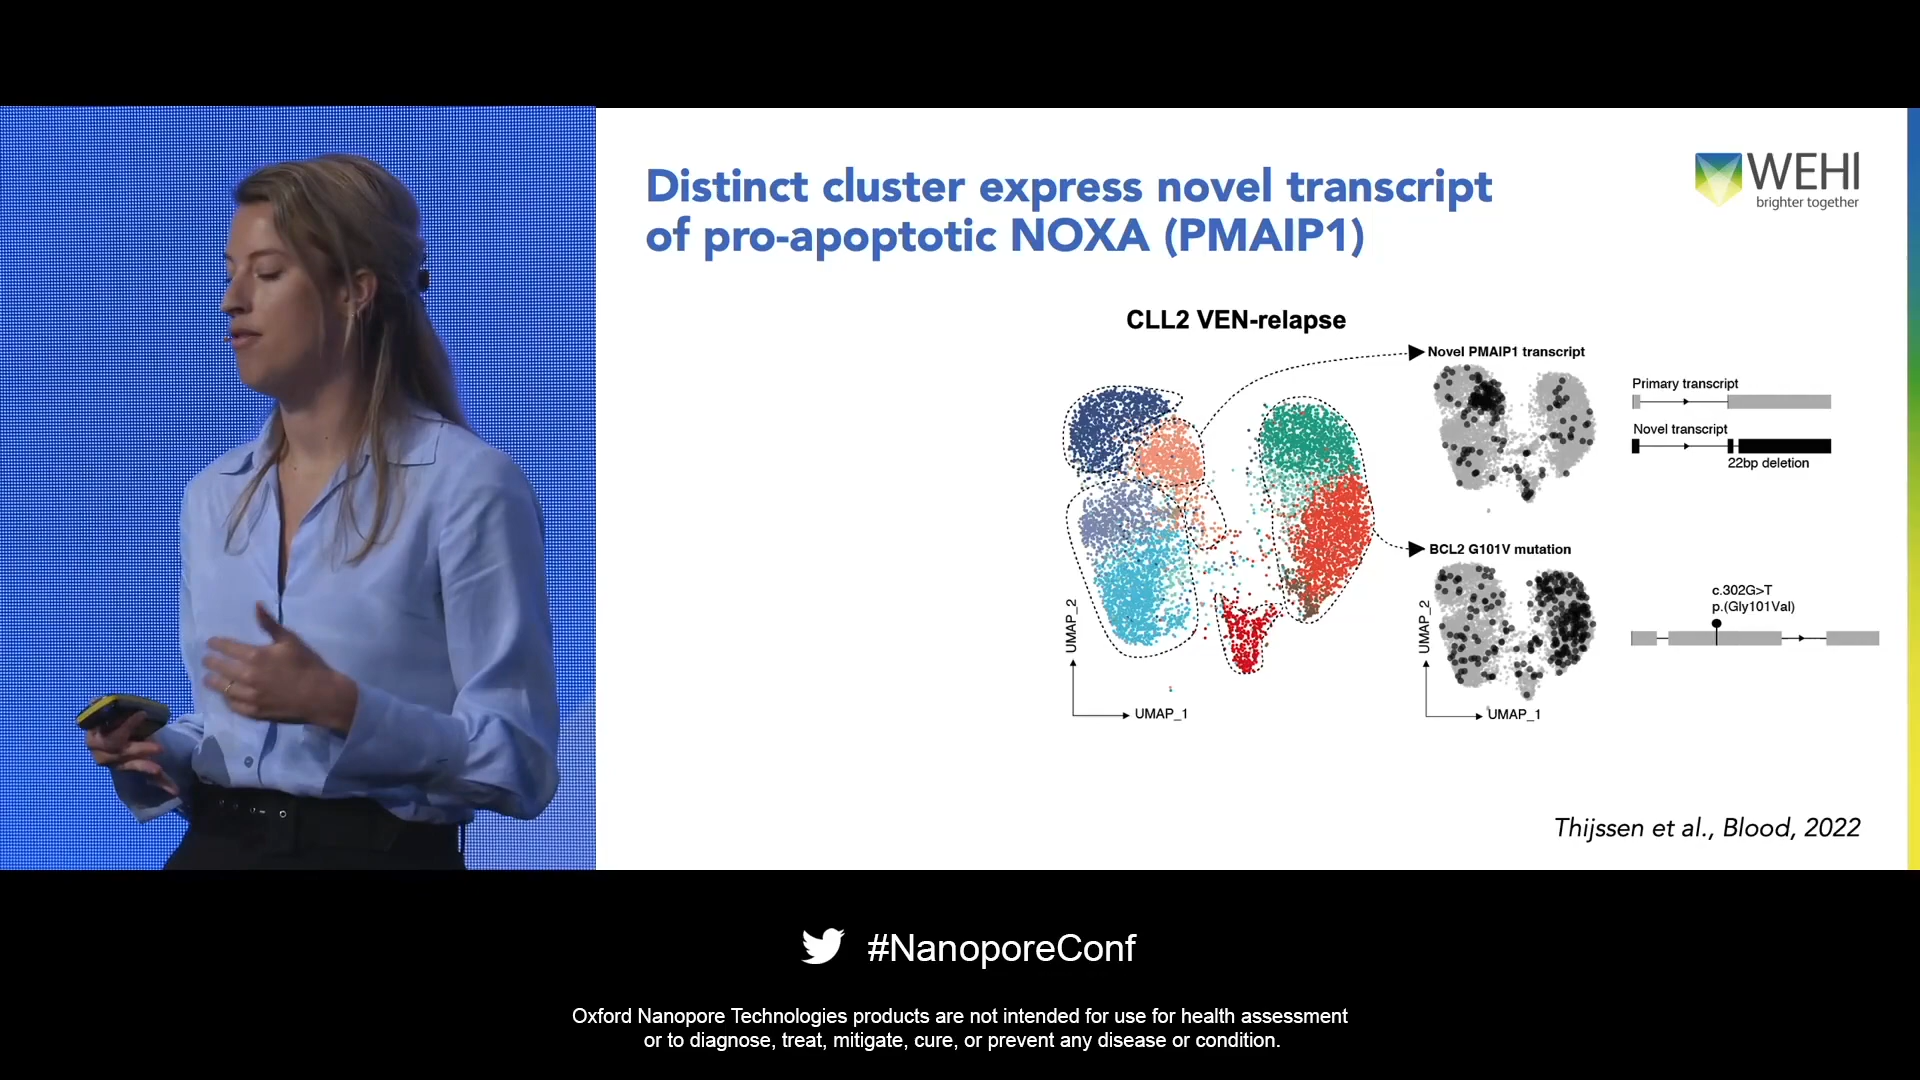 Distinct cluster express novel transcript
of pro-apoptotic NOXA (PMAIP1)
WEHI
brighter together
CLL2 VEN-relapse
Novel PMAIP1 transcript
Primary transcript
Novel transcript
22bp deletion
BCL2 G101V mutation
c.302G>T
p.(Gly101Val)
UMAP_2
UMAP_1
UMAP_2
UMAP_1
Thijssen et al., Blood, 2022
#NanoporeConf
Oxford Nanopore Technologies products are not intended for use for health assessment
or to diagnose, treat, mitigate, cure, or prevent any disease or condition.